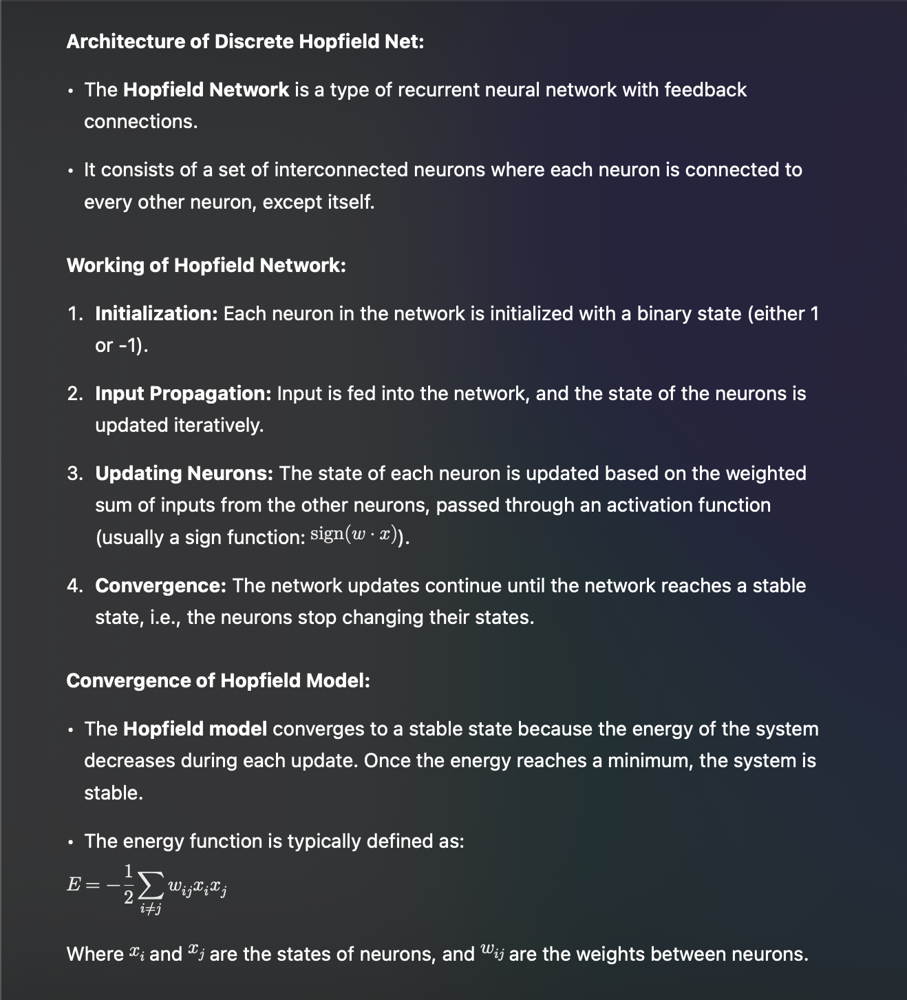 Architecture of Discrete Hopfield Net:
• The Hopfield Network is a type of recurrent neural network with feedback
connections.
• It consists of a set of interconnected neurons where each neuron is connected to
every other neuron, except itself.
Working of Hopfield Network:
1. Initialization: Each neuron in the network is initialized with a binary state (either 1
or -1).
2. Input Propagation: Input is fed into the network, and the state of the neurons is
updated iteratively.
3. Updating Neurons: The state of each neuron is updated based on the weighted
sum of inputs from the other neurons, passed through an activation function
(usually a sign function: sign(w · x)).
4. Convergence: The network updates continue until the network reaches a stable
state, i.e., the neurons stop changing their states.
Convergence of Hopfield Model:
• The Hopfield model converges to a stable state because the energy of the system
decreases during each update. Once the energy reaches a minimum, the system is
stable.
• The energy function is typically defined as:
E = −1/2 ∑_{i≠j} w_{ij}x_ix_j
Where x_i and x_j are the states of neurons, and w_{ij} are the weights between neurons.